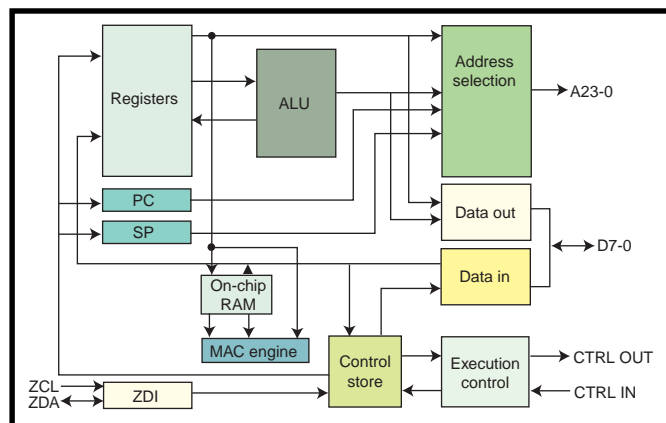 Registers
ALU
Address
selection
A23-0
PC
SP
Data out
D7-0
Data in
On-chip
RAM
MAC engine
Control
store
Execution
control
CTRL OUT
CTRL IN
ZCL
ZDA
ZDI